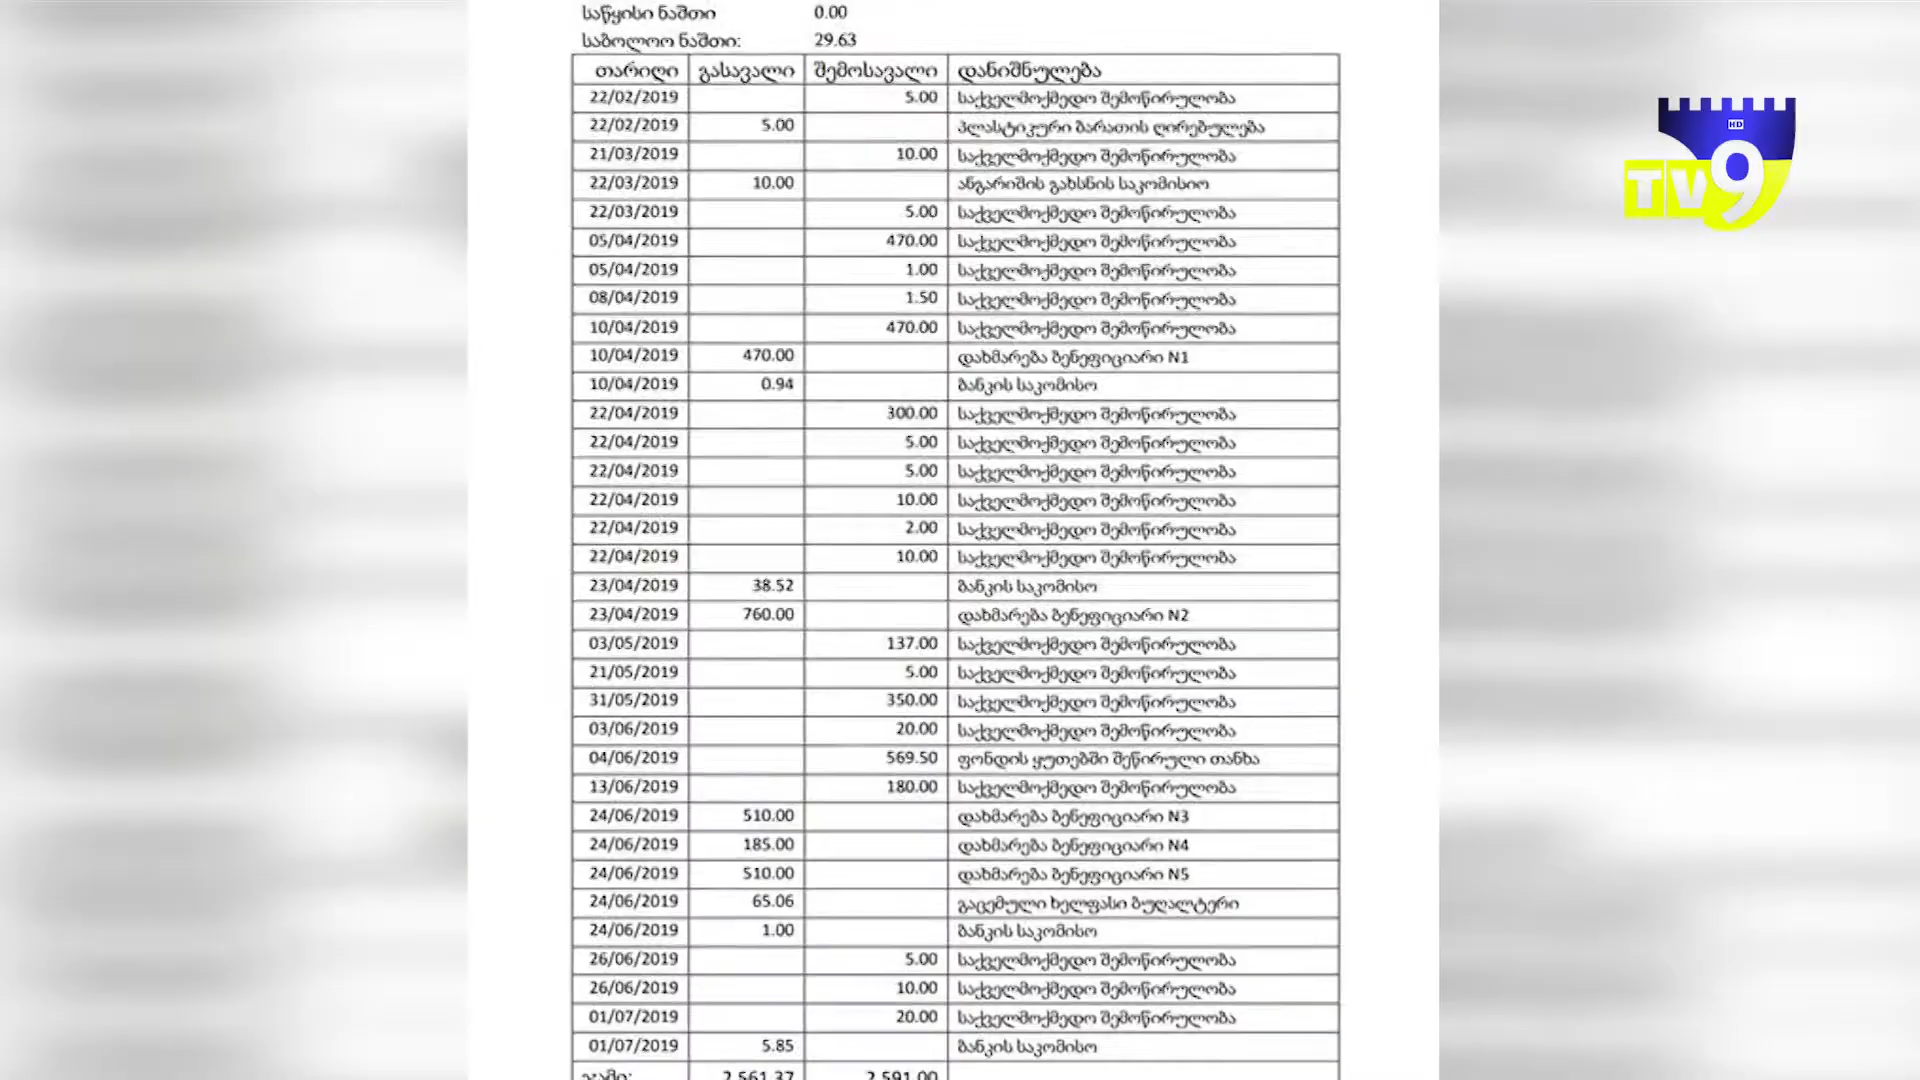 საწყისი ნაშთი 0.00
საბოლოო ნაშთი: 29.63
თარიღი გასავალი შემოსავალი დანიშნულება
22/02/2019 5.00 საქველმოქმედო შემოწირულობა
22/02/2019 5.00 პლასტიკური ბარათის ღირებულება
21/03/2019 10.00 საქველმოქმედო შემოწირულობა
22/03/2019 10.00 ანგარიშის გახსნის საკომისიო
22/03/2019 5.00 საქველმოქმედო შემოწირულობა
05/04/2019 470.00 საქველმოქმედო შემოწირულობა
05/04/2019 1.00 საქველმოქმედო შემოწირულობა
08/04/2019 1.50 საქველმოქმედო შემოწირულობა
10/04/2019 470.00 საქველმოქმედო შემოწირულობა
10/04/2019 470.00 დახმარება ბენეფიციარი N1
10/04/2019 0.94 ბანკის საკომისო
22/04/2019 300.00 საქველმოქმედო შემოწირულობა
22/04/2019 5.00 საქველმოქმედო შემოწირულობა
22/04/2019 5.00 საქველმოქმედო შემოწირულობა
22/04/2019 10.00 საქველმოქმედო შემოწირულობა
22/04/2019 2.00 საქველმოქმედო შემოწირულობა
22/04/2019 10.00 საქველმოქმედო შემოწირულობა
23/04/2019 38.52 ბანკის საკომისო
23/04/2019 760.00 დახმარება ბენეფიციარი N2
03/05/2019 137.00 საქველმოქმედო შემოწირულობა
21/05/2019 5.00 საქველმოქმედო შემოწირულობა
31/05/2019 350.00 საქველმოქმედო შემოწირულობა
03/06/2019 20.00 საქველმოქმედო შემოწირულობა
04/06/2019 569.50 ფონდის ყუთებში შეწირული თანხა
13/06/2019 180.00 საქველმოქმედო შემოწირულობა
24/06/2019 510.00 დახმარება ბენეფიციარი N3
24/06/2019 185.00 დახმარება ბენეფიციარი N4
24/06/2019 510.00 დახმარება ბენეფიციარი N5
24/06/2019 65.06 გაცემული ხელფასი ბუღალტერი
24/06/2019 1.00 ბანკის საკომისო
26/06/2019 5.00 საქველმოქმედო შემოწირულობა
26/06/2019 10.00 საქველმოქმედო შემოწირულობა
01/07/2019 20.00 საქველმოქმედო შემოწირულობა
01/07/2019 5.85 ბანკის საკომისო
ჯამი: 2,561.37 2,591.00
HD
TV9